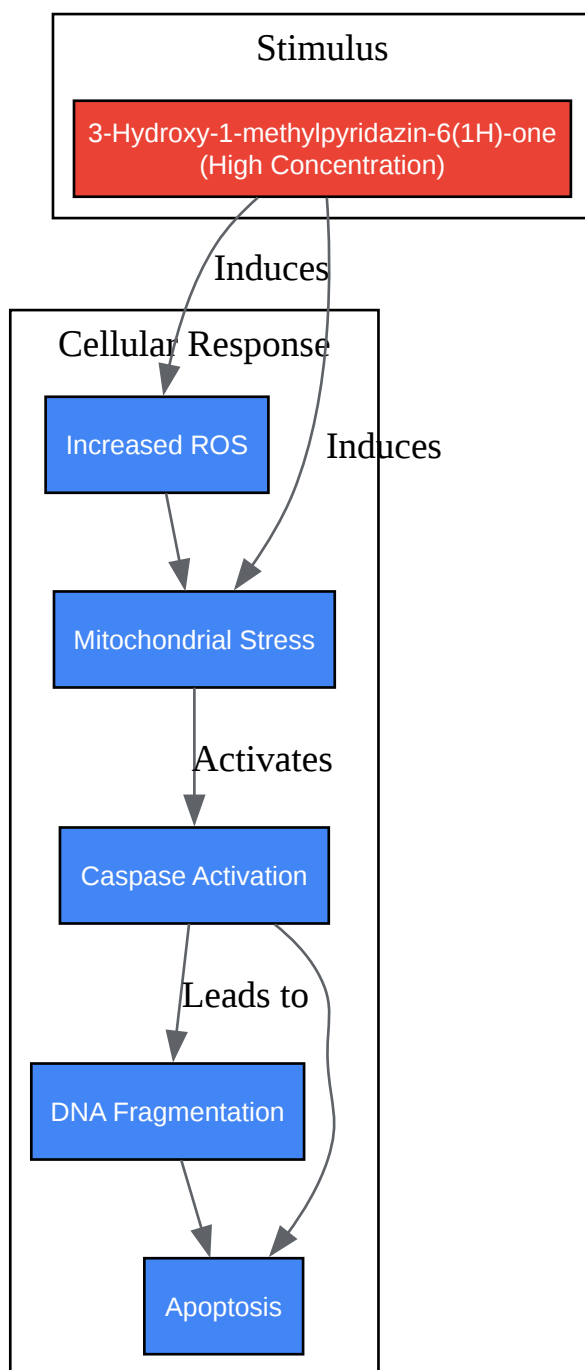 Stimulus
3-Hydroxy-1-methylpyridazin-6(1H)-one
(High Concentration)
Induces
Cellular Response
Increased ROS
Induces
Mitochondrial Stress
Activates
Caspase Activation
Leads to
DNA Fragmentation
Apoptosis